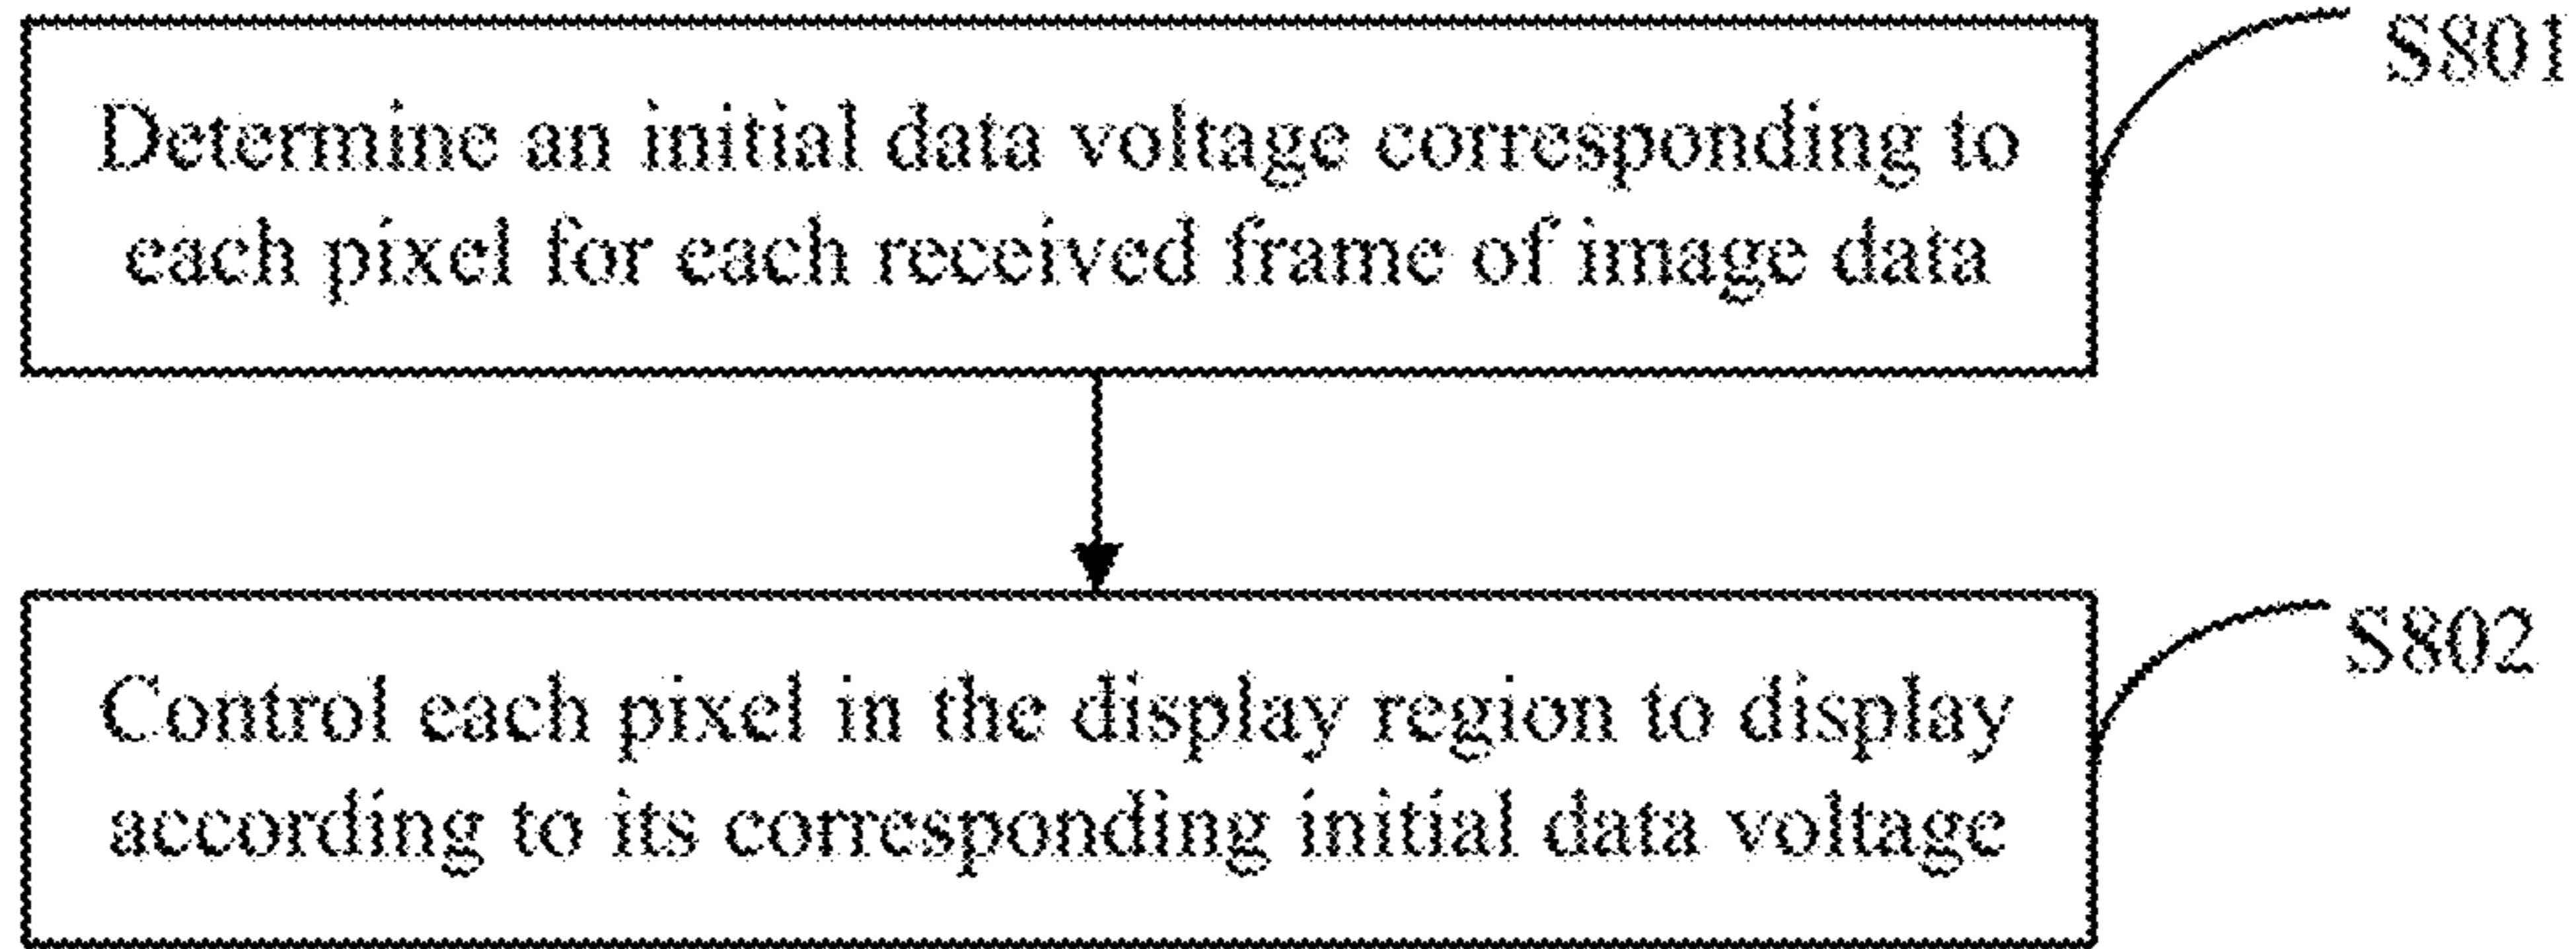 S801
Determine an initial data voltage corresponding to
each pixel for each received frame of image data
S802
Control each pixel in the display region to display
according to its corresponding initial data voltage